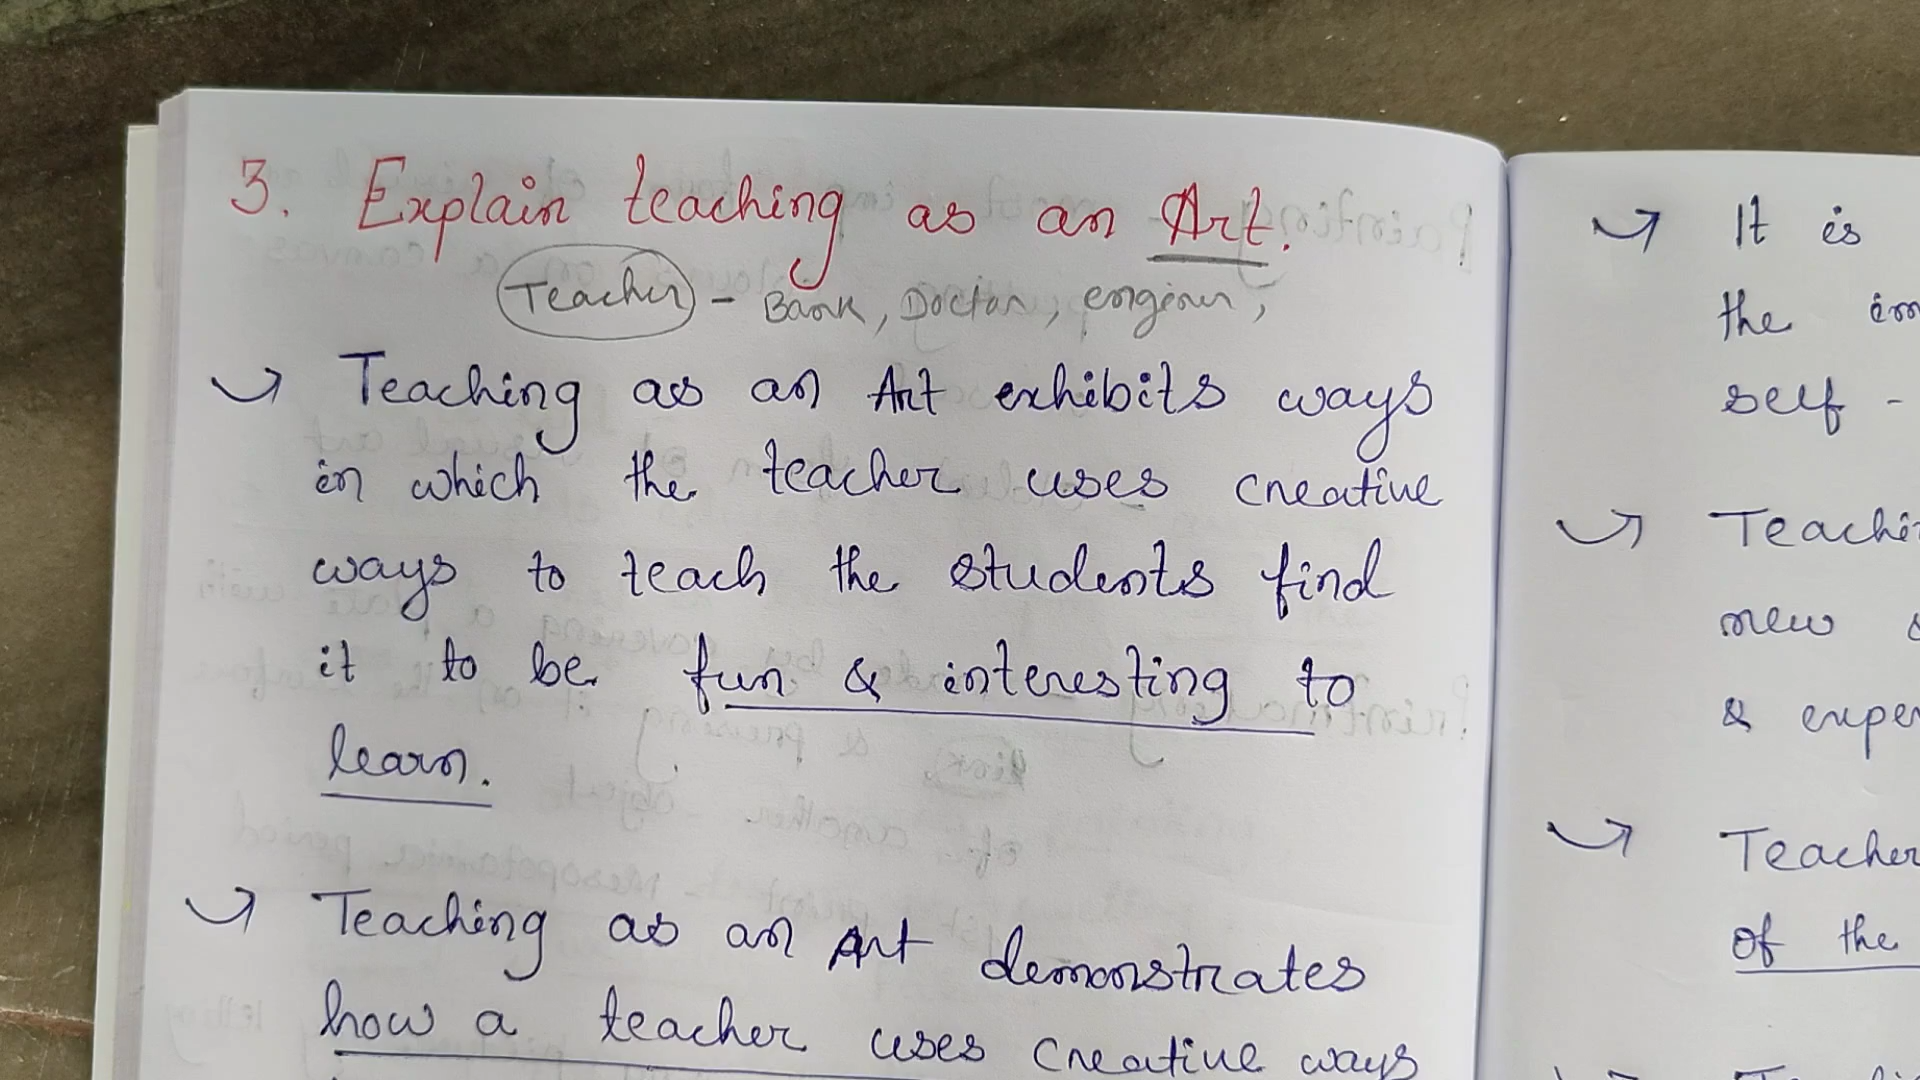 3. Explain teaching as an Art.
Teacher - Bank, Doctor, engineer,
→ Teaching as an Art exhibits ways
in which the teacher uses creative
ways to teach the students find
it to be fun & interesting to
learn.
→ Teaching as an Art demonstrates
how a teacher uses creative ways
→ It is
the
self -
→
new
&
→ Teacher
of the